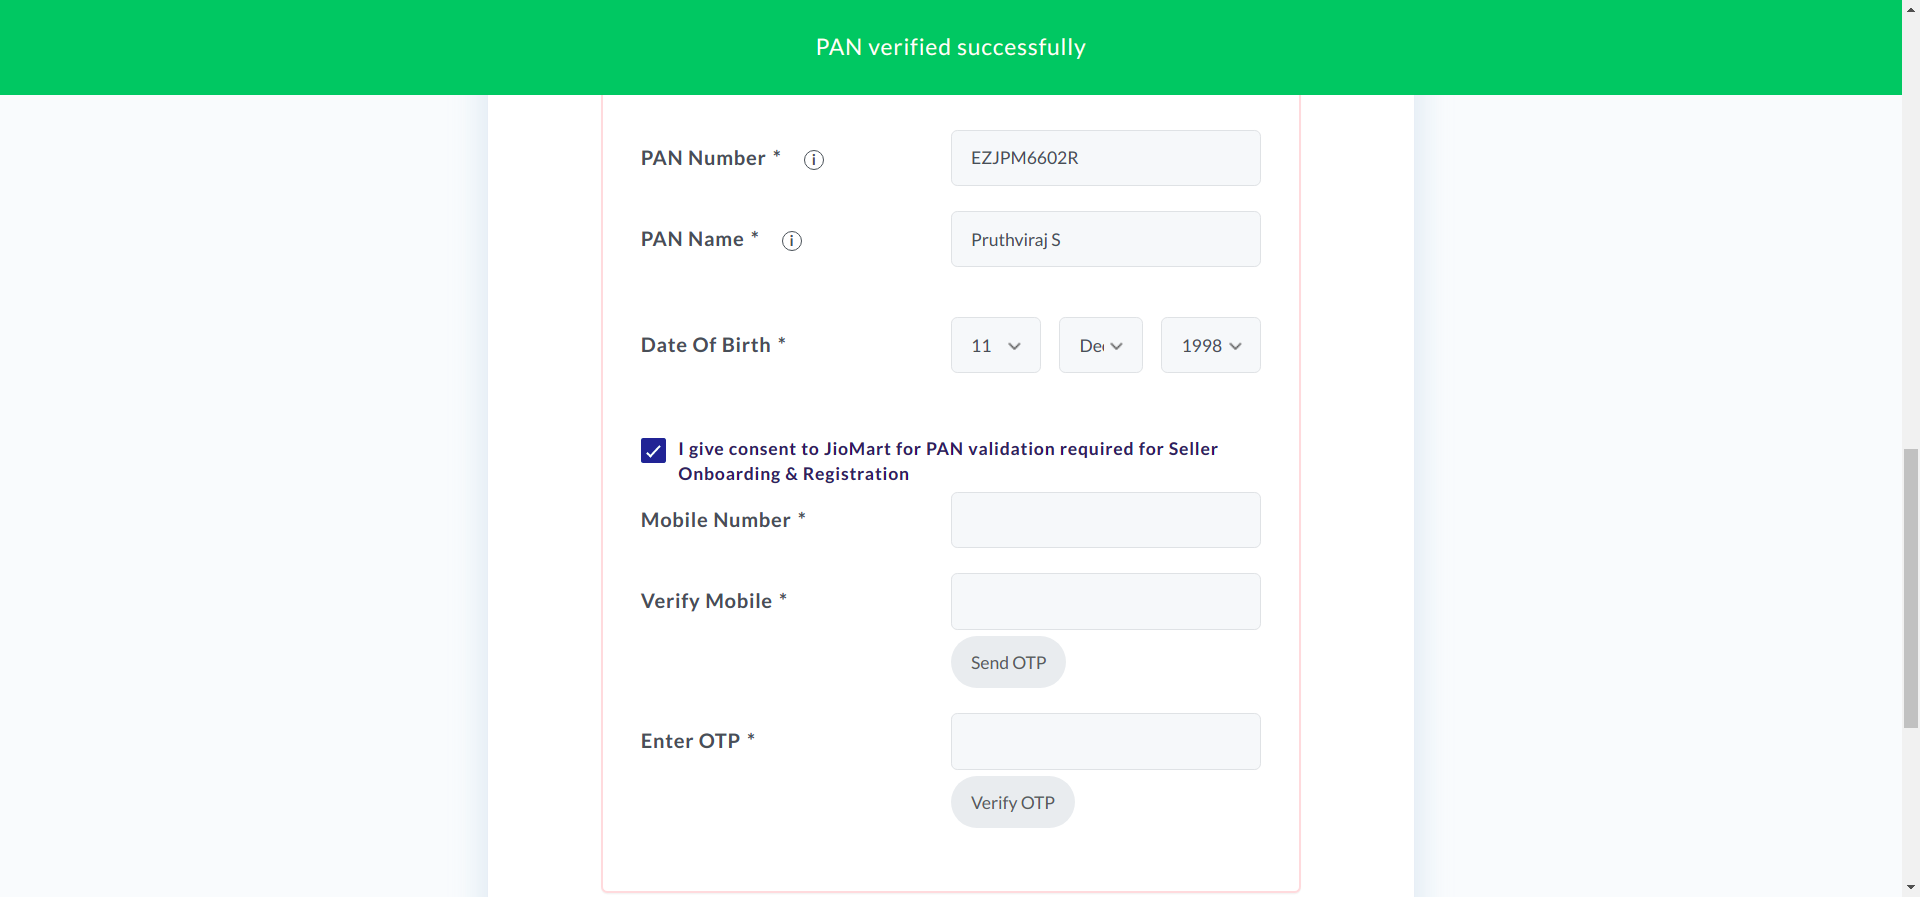 PAN verified successfully
PAN Number *
EZJPM6602R
PAN Name *
Pruthviraj S
Date Of Birth *
11 Dec 1998
I give consent to JioMart for PAN validation required for Seller
Onboarding & Registration
Mobile Number *
Verify Mobile *
Send OTP
Enter OTP *
Verify OTP